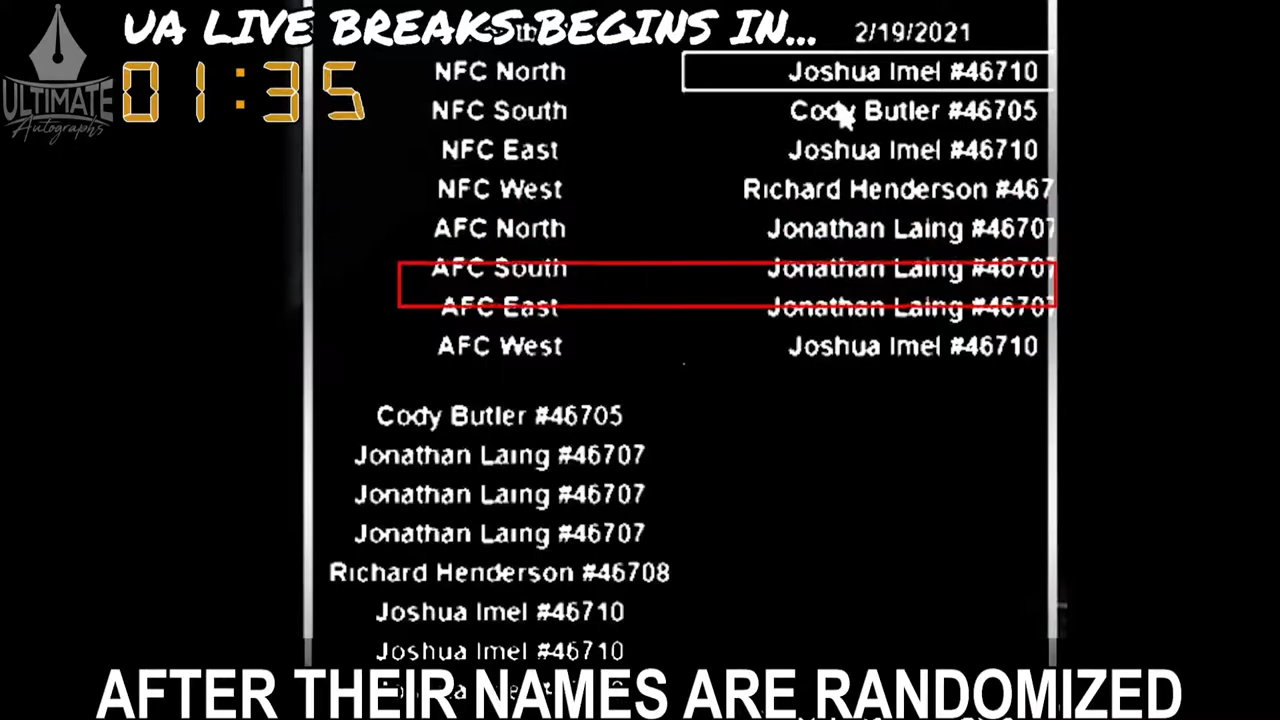 UA LIVE BREAKS BEGINS IN...
2/19/2021
01:35
ULTIMATE
Autographs
NFC North Joshua Imel #46710
NFC South Cody Butler #46705
NFC East Joshua Imel #46710
NFC West Richard Henderson #467
AFC North Jonathan Laing #46707
AFC South Jonathan Laing #46707
AFC East Jonathan Laing #46707
AFC West Joshua Imel #46710
Cody Butler #46705
Jonathan Laing #46707
Jonathan Laing #46707
Jonathan Laing #46707
Richard Henderson #46708
Joshua Imel #46710
Joshua Imel #46710
AFTER THEIR NAMES ARE RANDOMIZED